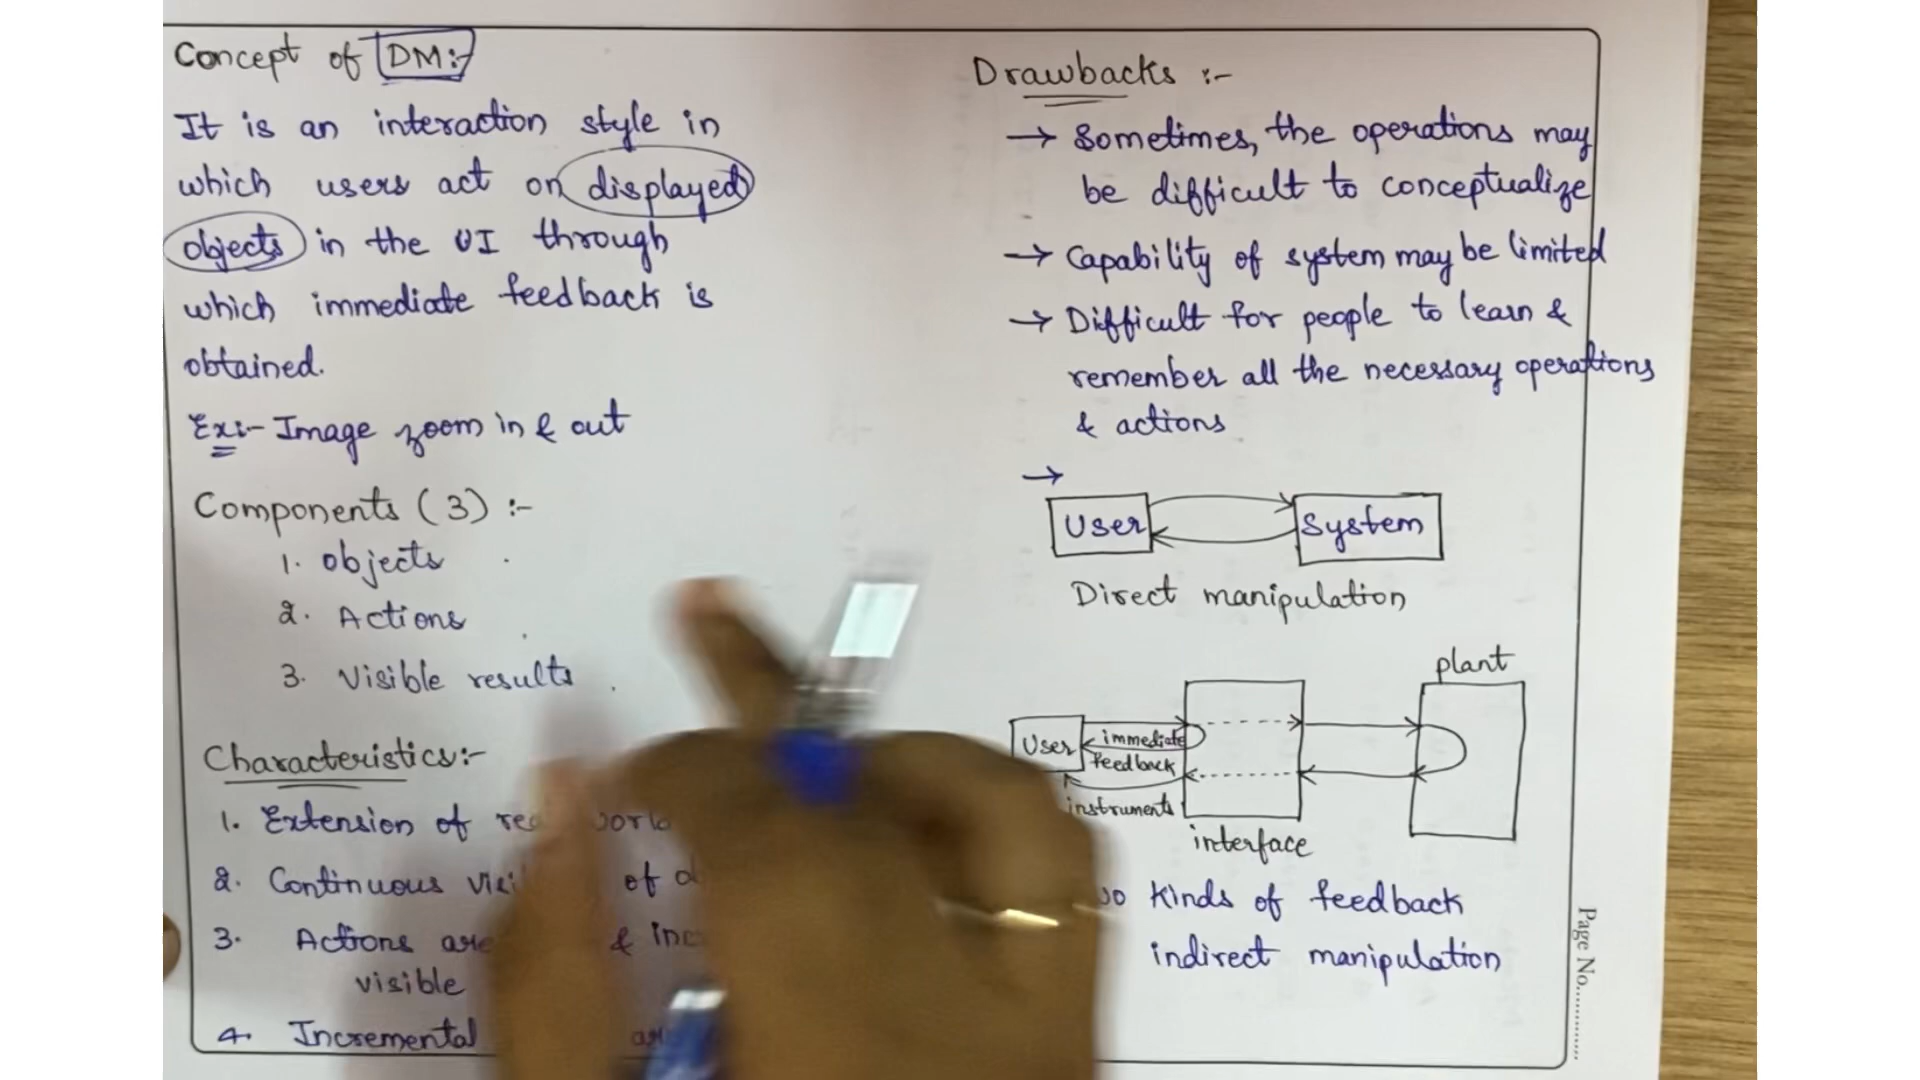 Concept of DM:-
It is an interaction style in
which users act on displayed
objects in the UI through
which immediate feedback is
obtained.
Ex:- Image zoom in & out
Components (3) :-
1. Objects
2. Actions
3. Visible results
Characteristics:-
1. Extension of
2. Continuous of
3. Actions are &
visible
4. Incremental
Drawbacks :-
→ Sometimes, the operations may
be difficult to conceptualize
→ Capability of system may be limited
→ Difficult for people to learn &
remember all the necessary operations
& actions
→
User System
Direct manipulation
plant
User immediate
feedback
instruments
interface
kinds of feedback
indirect manipulation
Page No..............